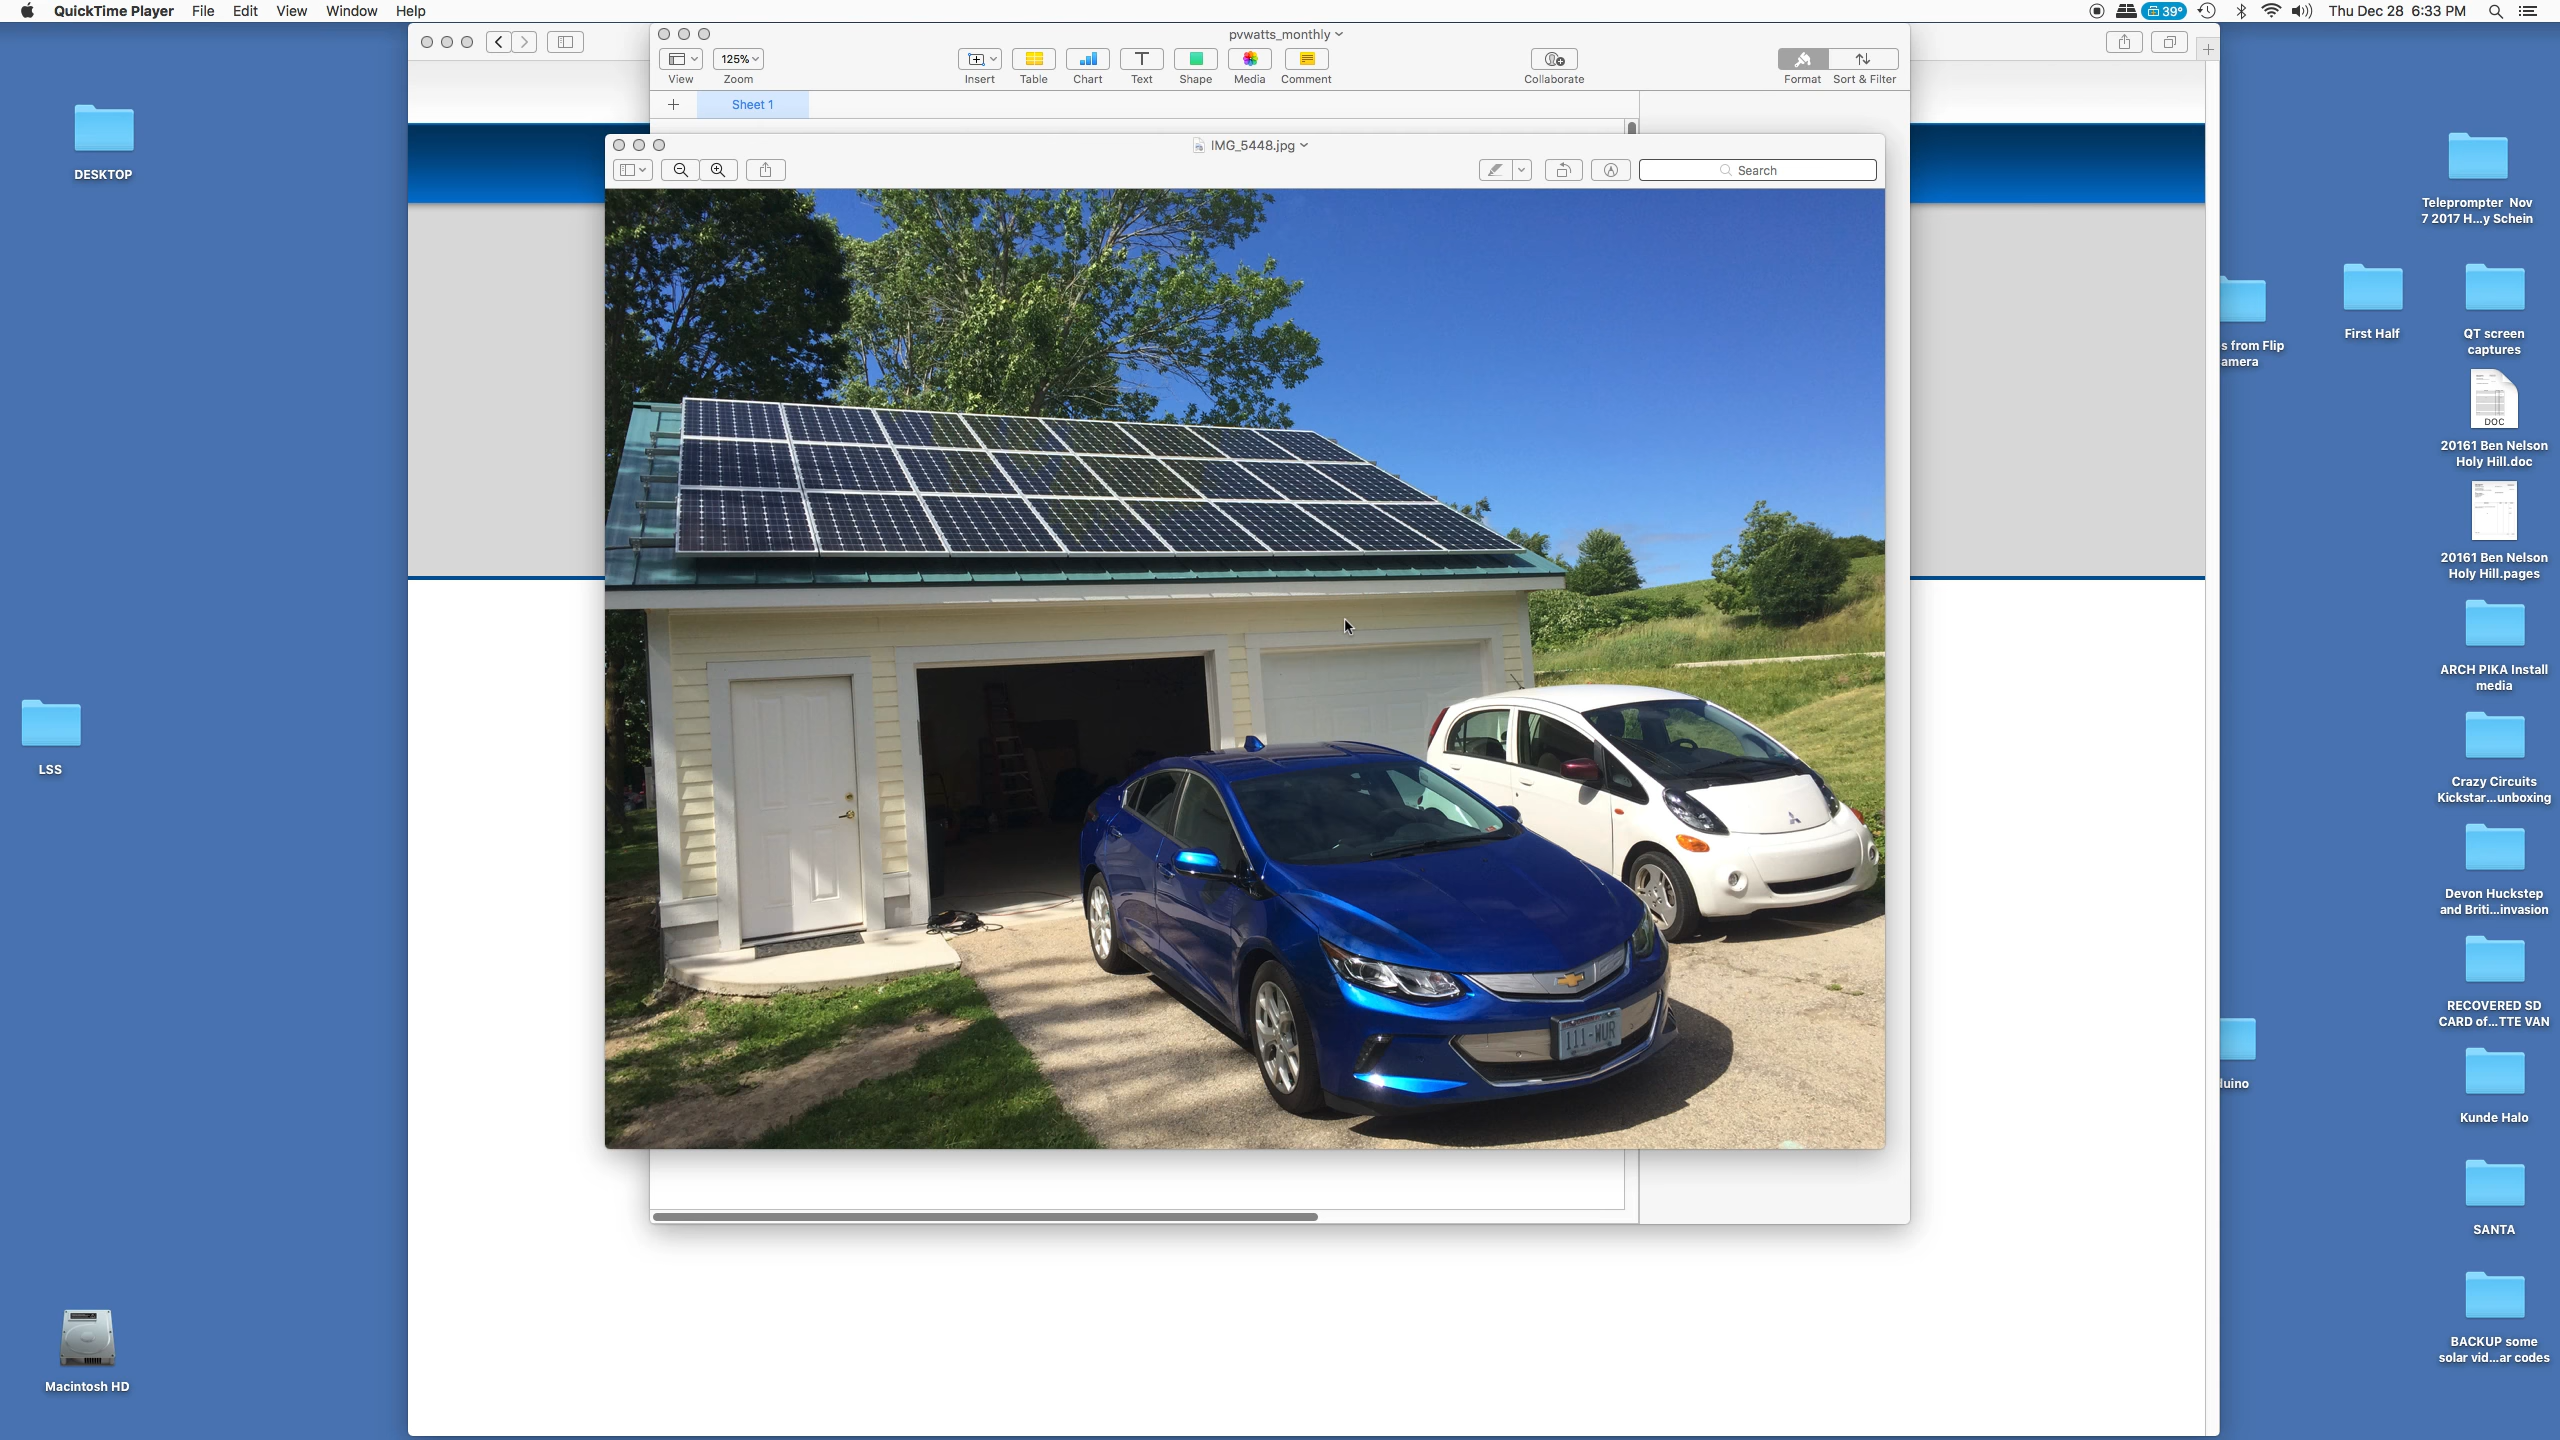 QuickTime Player File Edit View Window Help
39° Thu Dec 28 6:33 PM
pvwatts_monthly
125%
View Zoom Insert Table Chart Text Shape Media Comment Collaborate Format Sort & Filter
Sheet 1
IMG_5448.jpg
Search
111-WUR
DESKTOP
LSS
Macintosh HD
Teleprompter Nov
7 2017 H...y Schein
s from Flip
amera
First Half
QT screen
captures
DOC
20161 Ben Nelson
Holy Hill.doc
20161 Ben Nelson
Holy Hill.pages
ARCH PIKA Install
media
Crazy Circuits
Kickstar...unboxing
Devon Huckstep
and Briti...invasion
RECOVERED SD
CARD of...TTE VAN
duino
Kunde Halo
SANTA
BACKUP some
solar vid...ar codes